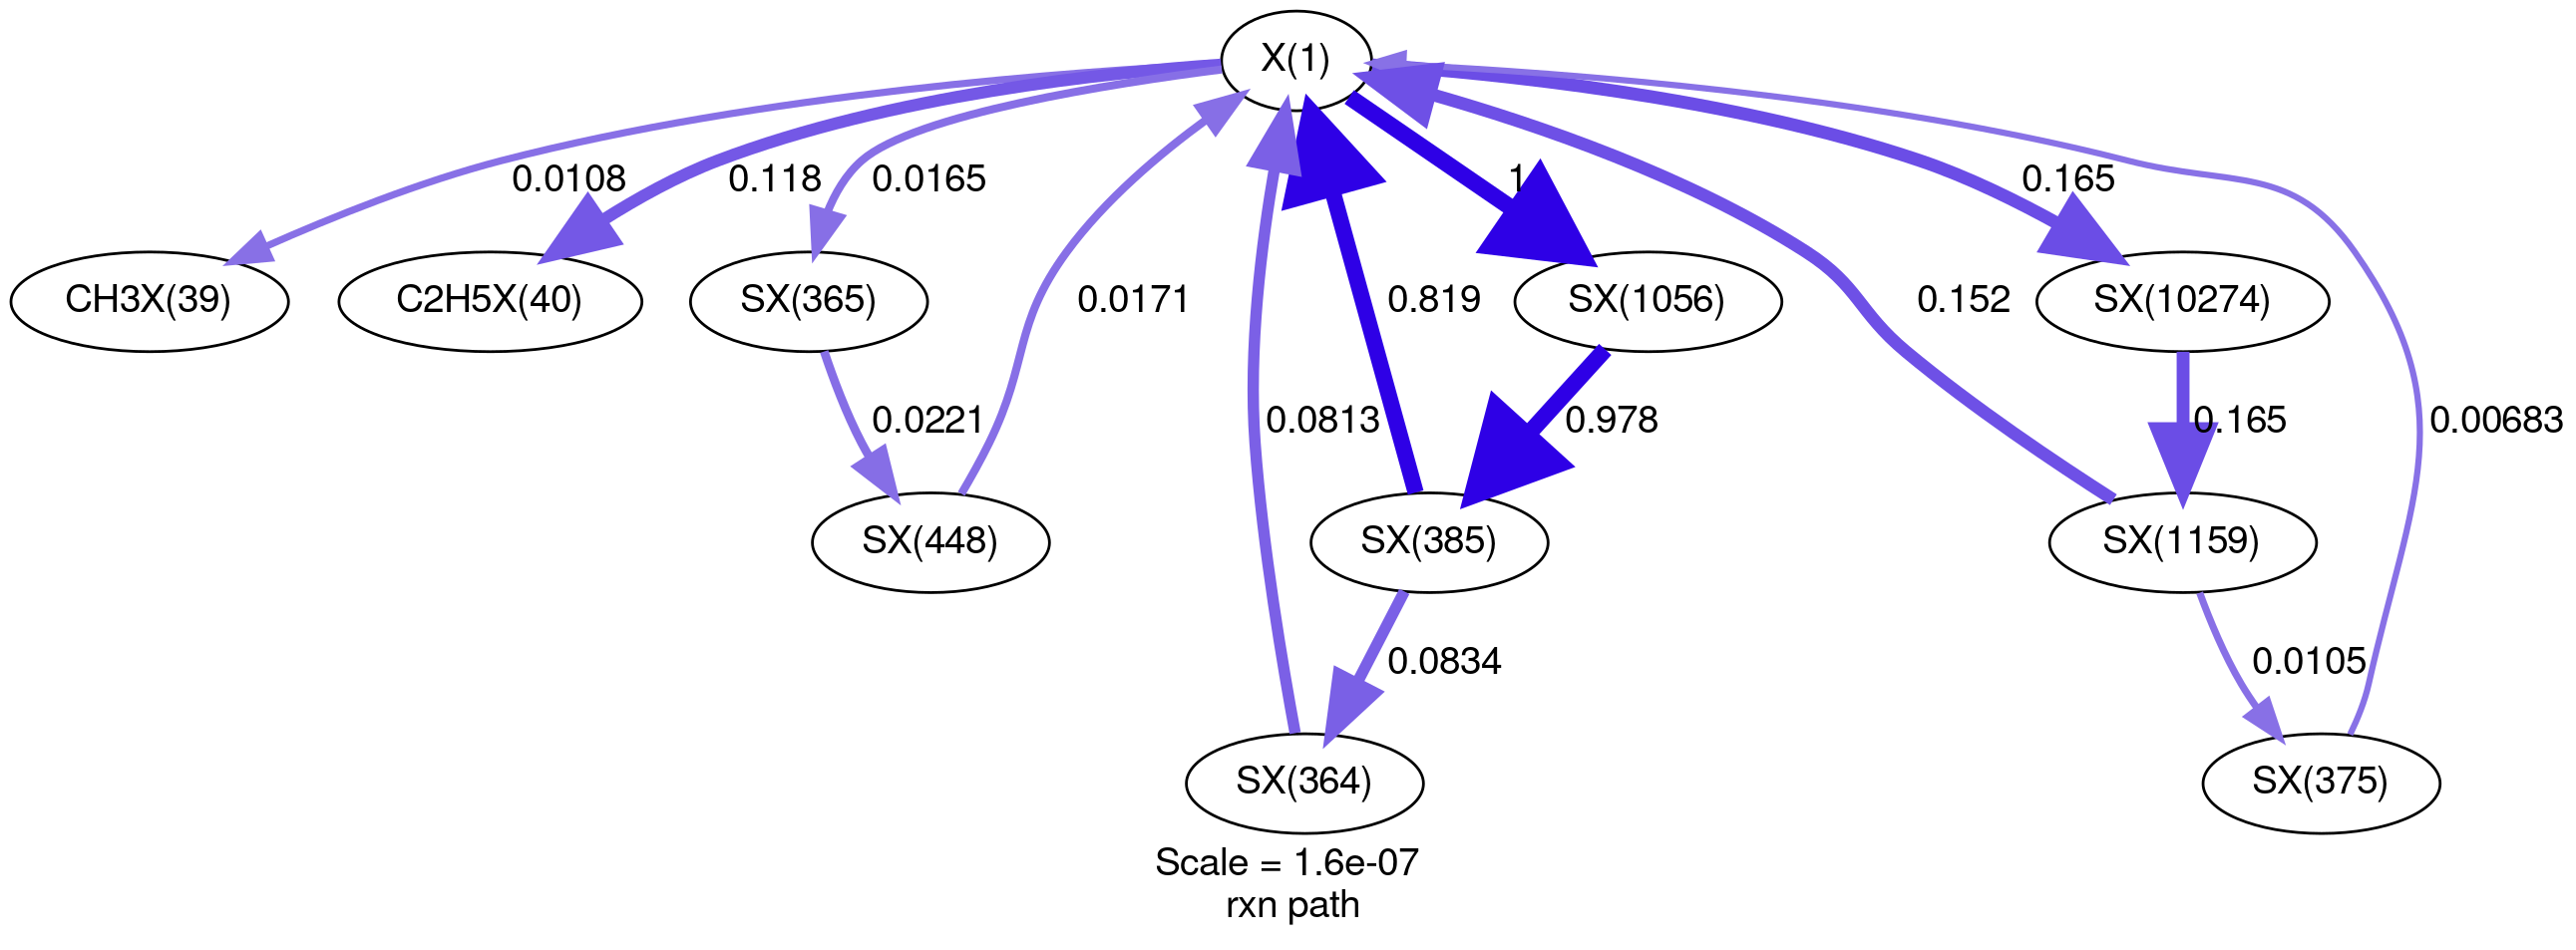 X(1)
0.0108
0.118
0.0165
1
0.165
CH3X(39)
C2H5X(40)
SX(365)
0.0171
0.819
SX(1056)
0.152
SX(10274)
0.0221
0.0813
0.978
0.165
0.00683
SX(448)
SX(385)
SX(1159)
0.0834
0.0105
SX(364)
SX(375)
Scale = 1.6e-07
rxn path